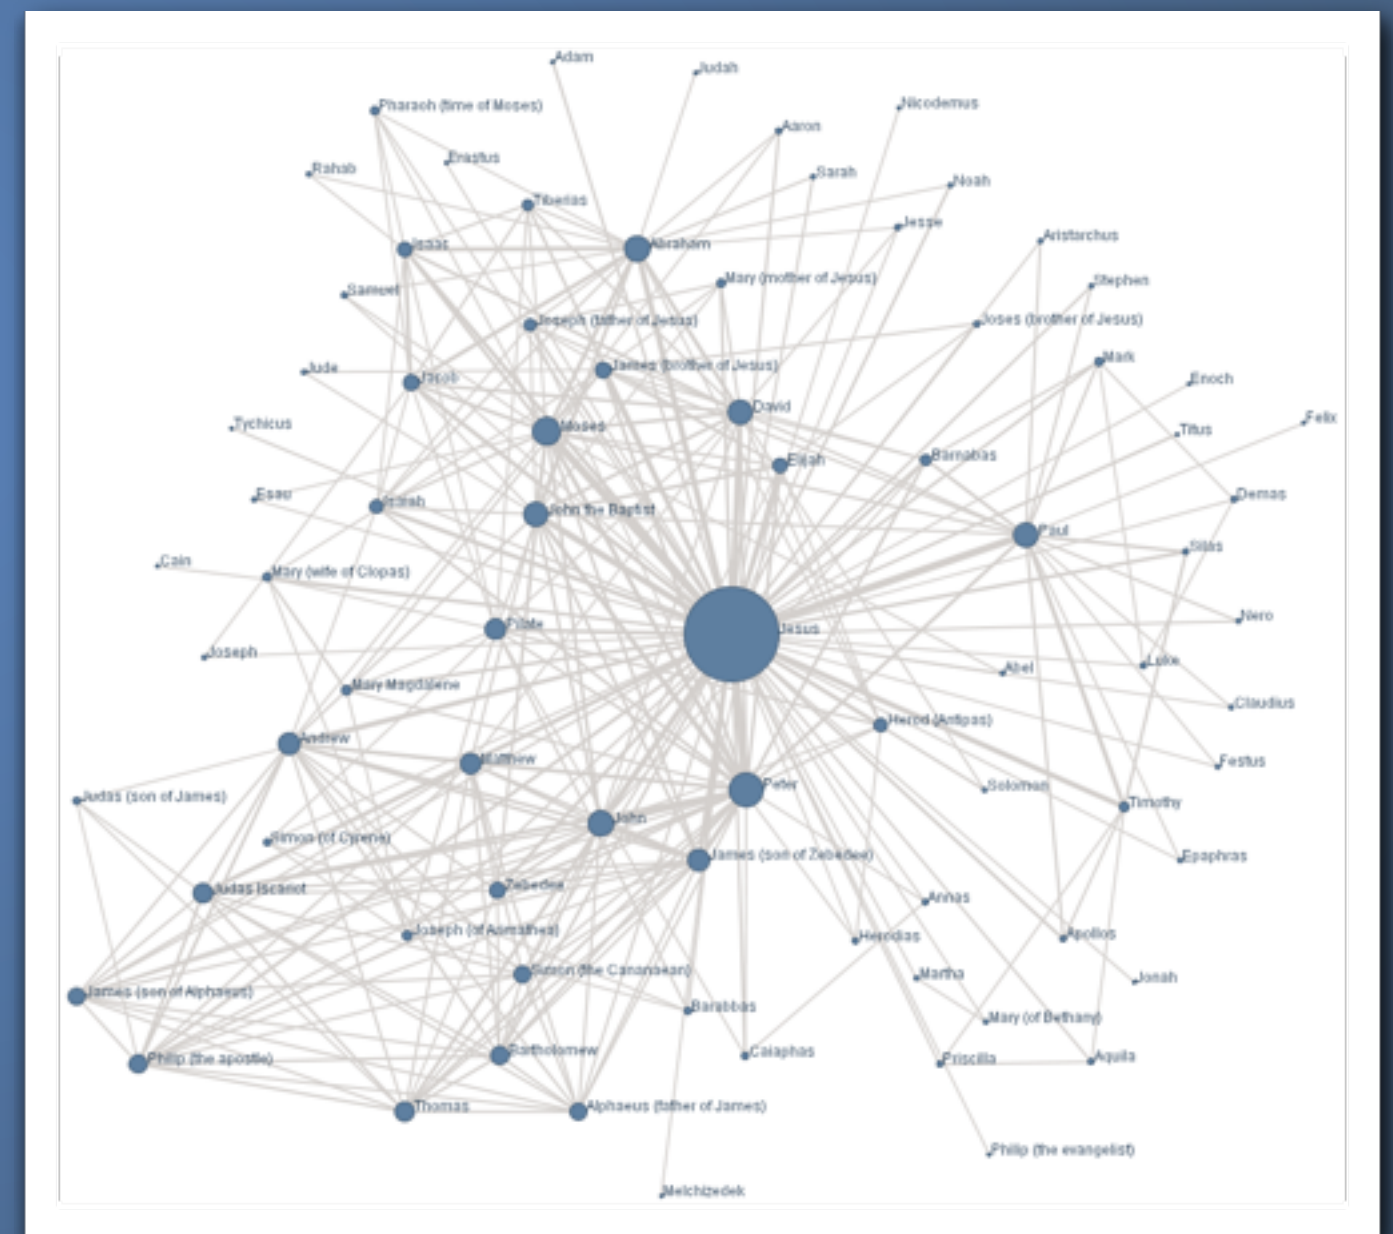 Adam
Judah
Pharaoh (time of Moses)
Nicodemus
Aaron
Erastus
Rahab
Sarah
Noah
Tiberias
Jesse
Aristarchus
Isaac
Abraham
Mary (mother of Jesus)
Stephen
Samuel
Joseph (father of Jesus)
Joses (brother of Jesus)
Mark
James (brother of Jesus)
Jude
Jacob
Enoch
David
Felix
Tychicus
Moses
Titus
Elijah
Barnabas
Esau
Demas
Isaiah
John the Baptist
Paul
Silas
Cain
Mary (wife of Clopas)
Nero
Pilate
Jesus
Joseph
Luke
Abel
Mary Magdalene
Claudius
Herod (Antipas)
Andrew
Matthew
Festus
Peter
Solomon
Judas (son of James)
Timothy
John
Simon (of Cyrene)
James (son of Zebedee)
Epaphras
Judas Iscariot
Zebedee
Annas
Joseph (of Arimathea)
Herodias
Apollos
Simon (the Cananaean)
Martha
Jonah
James (son of Alphaeus)
Barabbas
Mary (of Bethany)
Bartholomew
Caiaphas
Philip (the apostle)
Priscilla
Aquila
Thomas
Alphaeus (father of James)
Philip (the evangelist)
Melchizedek